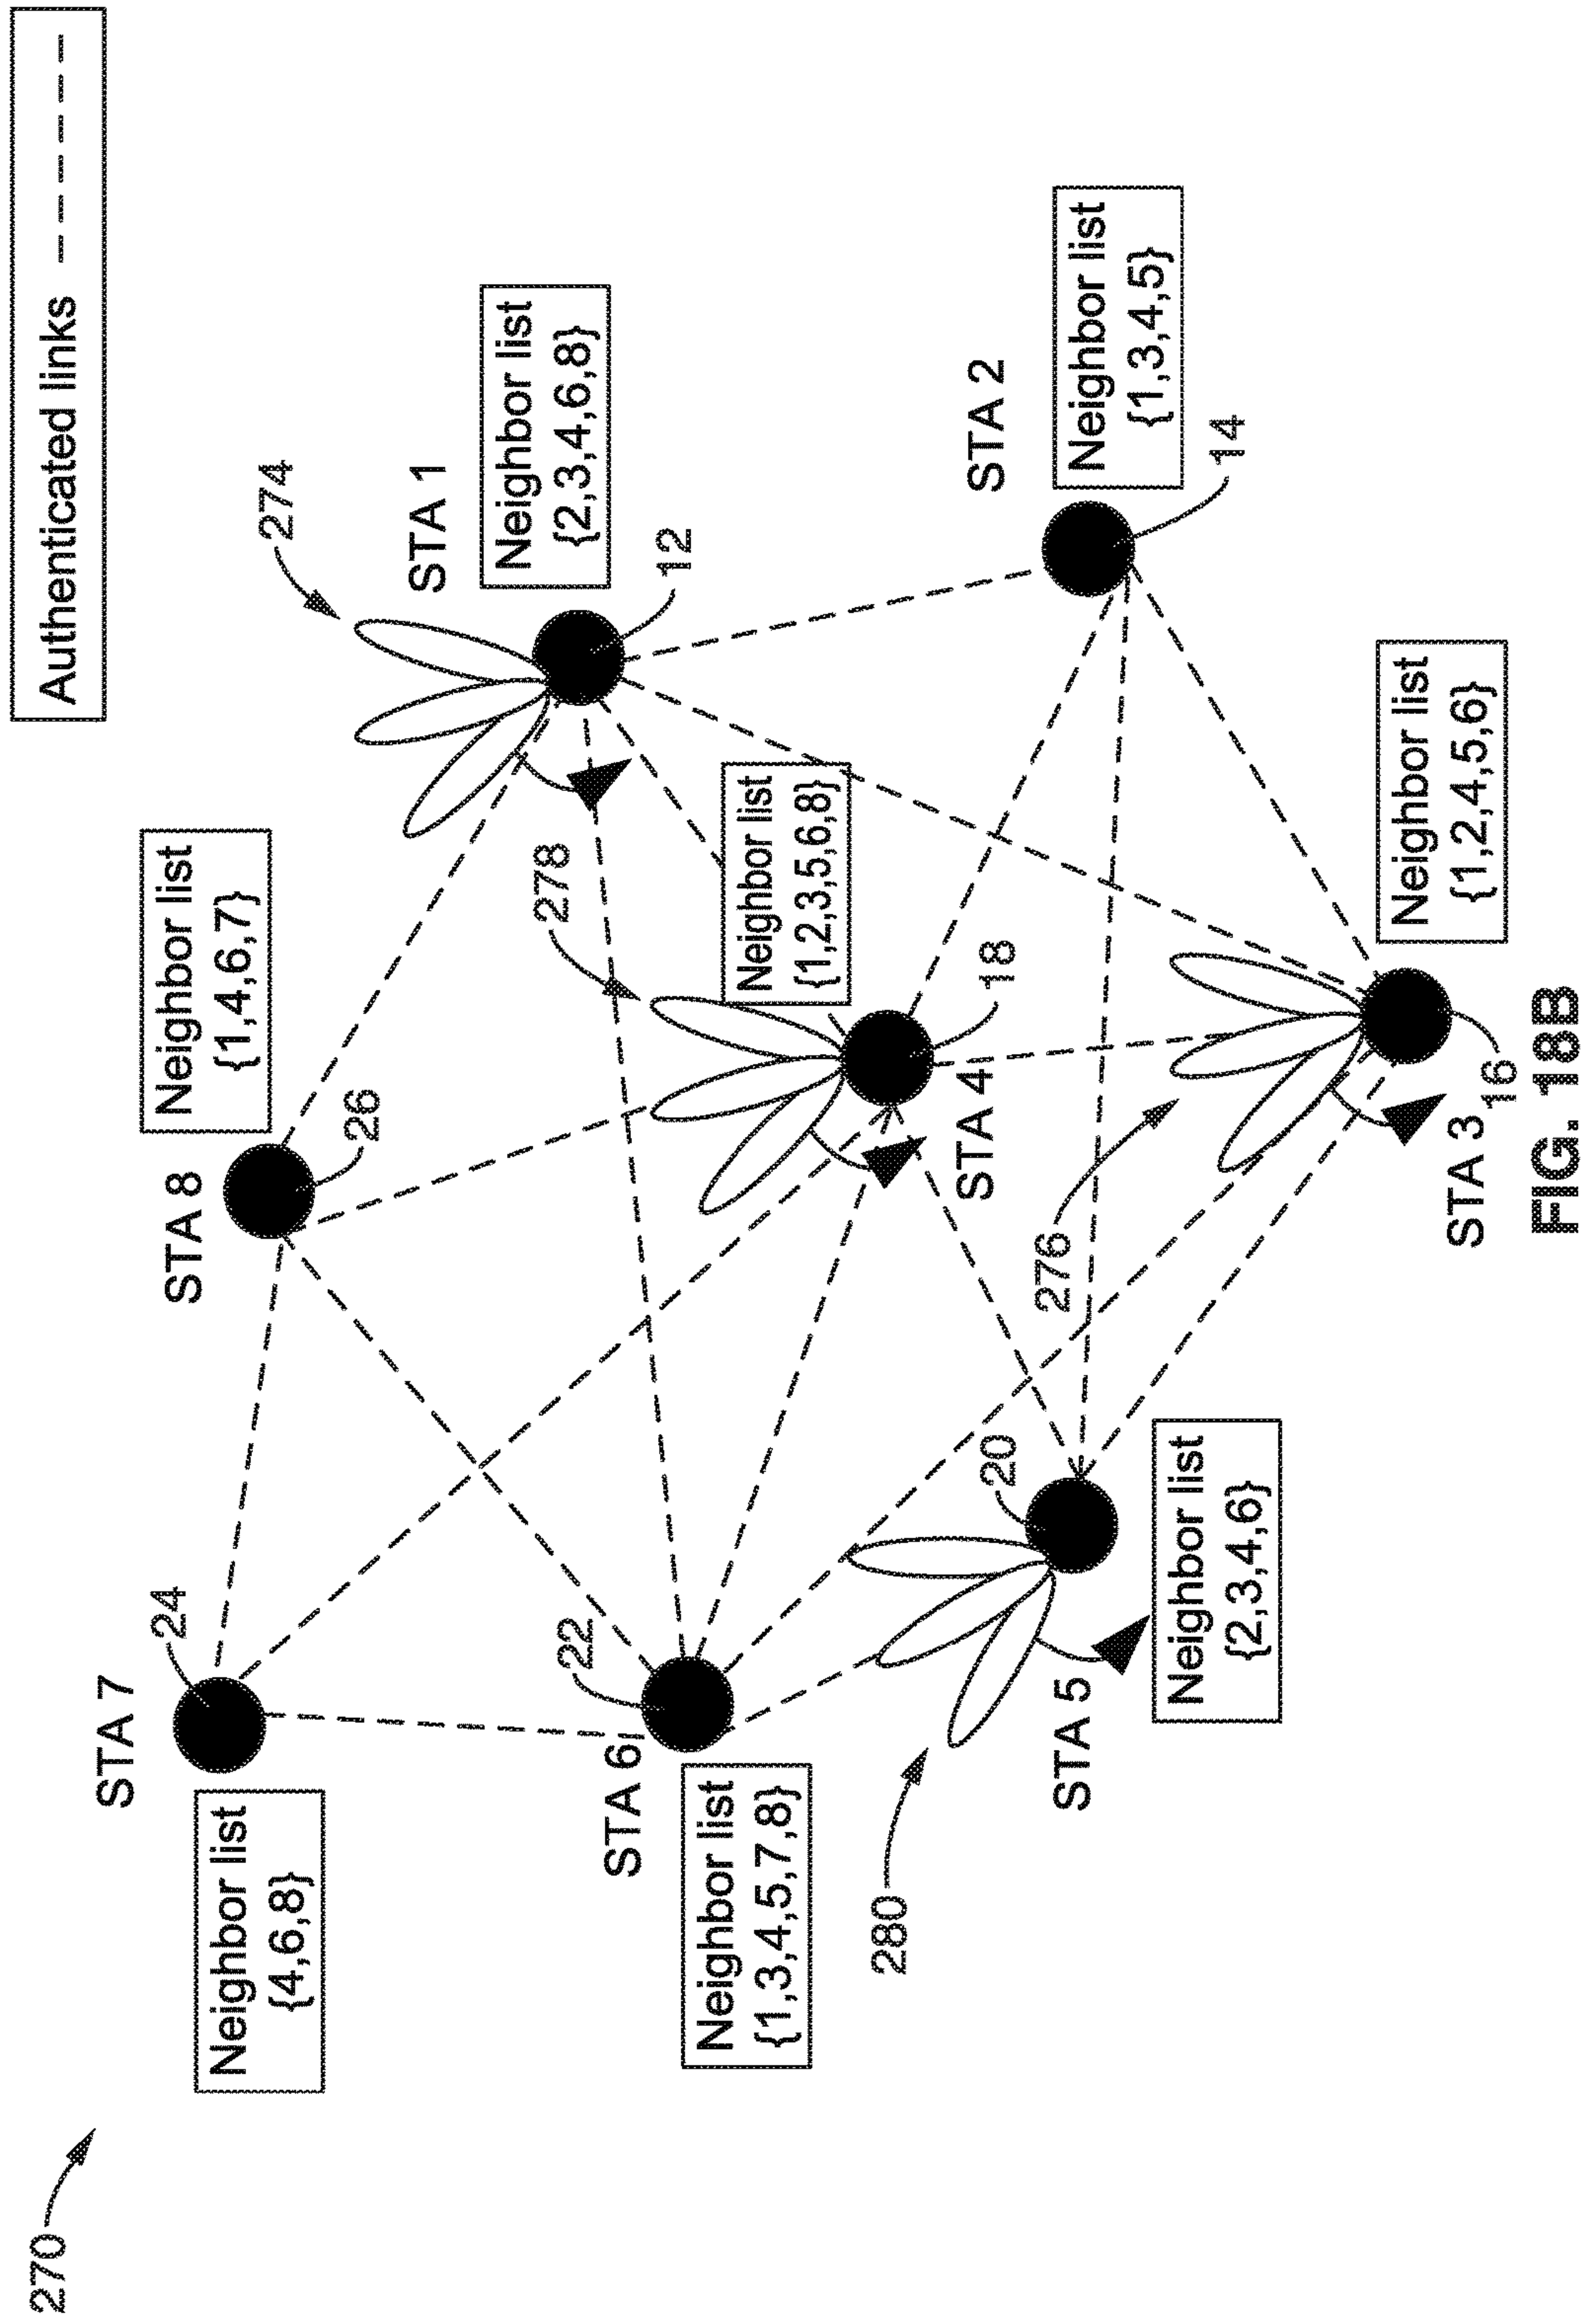 270
Authenticated links
STA 7
24
Neighbor list
{4,6,8}
STA 8
26
Neighbor list
{1,4,6,7}
274
STA 1
Neighbor list
{2,3,4,6,8}
12
278
STA 6
22
Neighbor list
{1,3,4,5,7,8}
Neighbor list
{1,2,3,5,6,8}
18
STA 4
STA 2
Neighbor list
{1,3,4,5}
14
280
20
STA 5
Neighbor list
{2,3,4,6}
276
Neighbor list
{1,2,4,5,6}
STA 3
16
FIG. 18B